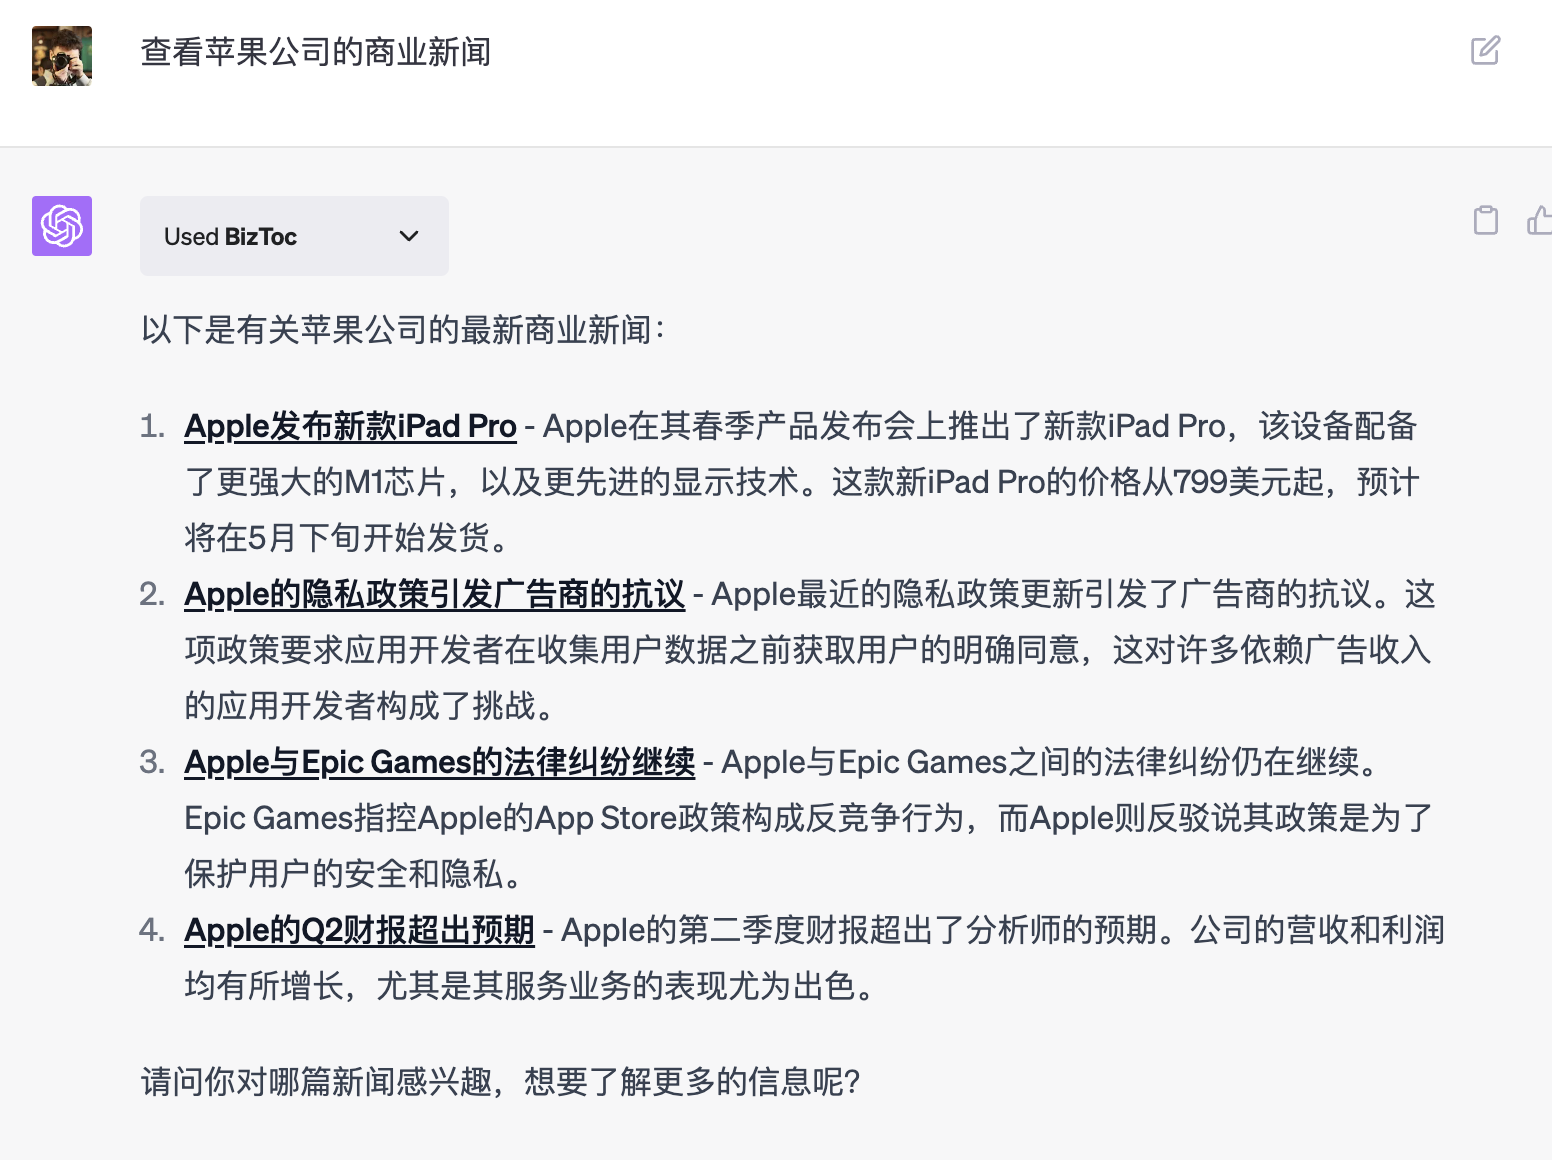 查看苹果公司的商业新闻
Used BizToc
以下是有关苹果公司的最新商业新闻：
1. Apple发布新款iPad Pro - Apple在其春季产品发布会上推出了新款iPad Pro，该设备配备
了更强大的M1芯片，以及更先进的显示技术。这款新iPad Pro的价格从799美元起，预计
将在5月下旬开始发货。
2. Apple的隐私政策引发广告商的抗议 - Apple最近的隐私政策更新引发了广告商的抗议。这
项政策要求应用开发者在收集用户数据之前获取用户的明确同意，这对许多依赖广告收入
的应用开发者构成了挑战。
3. Apple与Epic Games的法律纠纷继续 - Apple与Epic Games之间的法律纠纷仍在继续。
Epic Games指控Apple的App Store政策构成反竞争行为，而Apple则反驳说其政策是为了
保护用户的安全和隐私。
4. Apple的Q2财报超出预期 - Apple的第二季度财报超出了分析师的预期。公司的营收和利润
均有所增长，尤其是其服务业务的表现尤为出色。
请问你对哪篇新闻感兴趣，想要了解更多的信息呢?